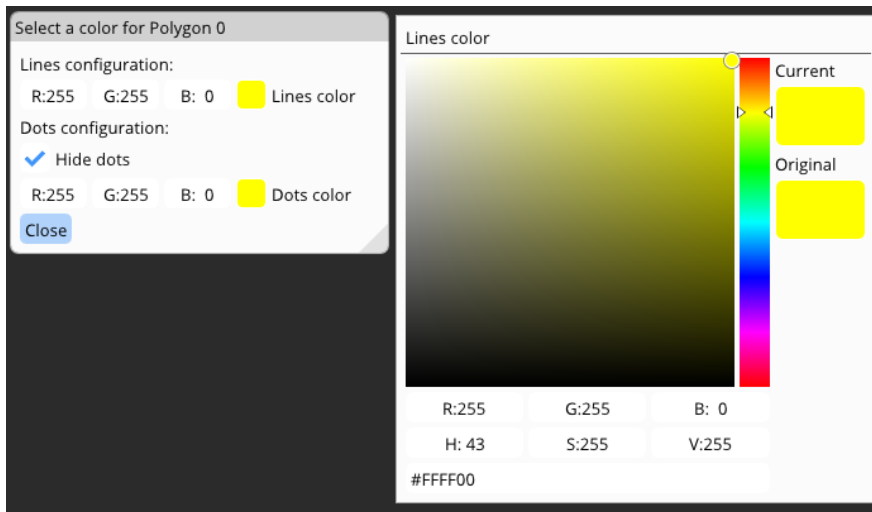 Select a color for Polygon 0
Lines configuration:
R:255 G:255 B: 0 Lines color
Dots configuration:
Hide dots
R:255 G:255 B: 0 Dots color
Close
Lines color
Current
Original
R:255 G:255 B: 0
H: 43 S:255 V:255
#FFFF00